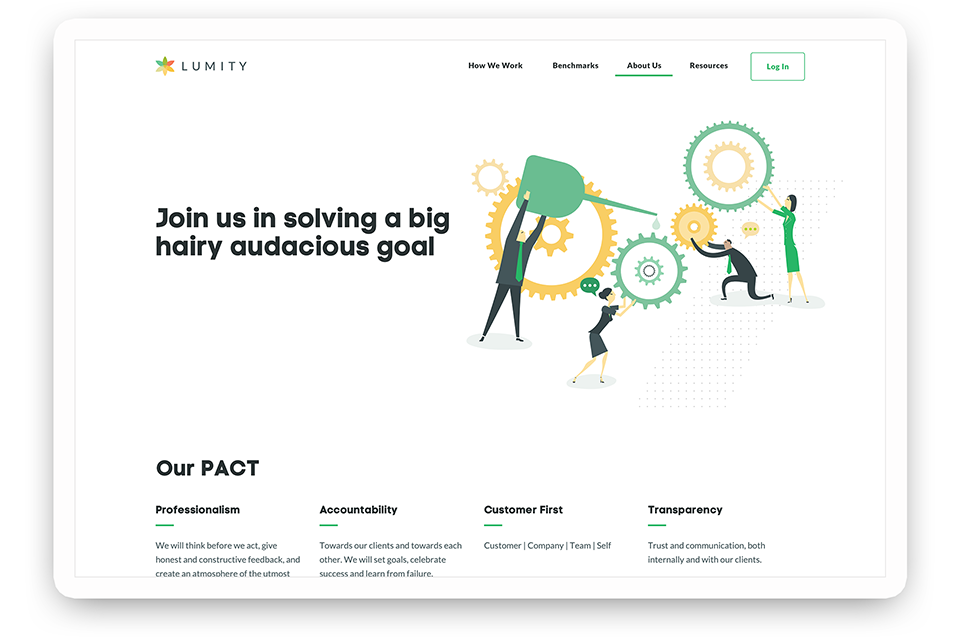 LUMITY
How We Work
Benchmarks
About Us
Resources
Log In
Join us in solving a big
hairy audacious goal
Our PACT
Professionalism
We will think before we act, give
honest and constructive feedback, and
create an atmosphere of the utmost
Accountability
Towards our clients and towards each
other. We will set goals, celebrate
success and learn from failure.
Customer First
Customer | Company | Team | Self
Transparency
Trust and communication, both
internally and with our clients.